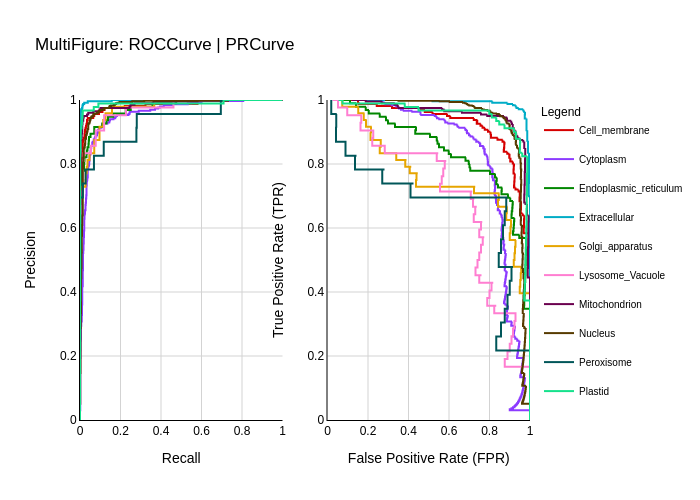 MultiFigure: ROCCurve | PRCurve
Precision
1
0.8
0.6
0.4
0.2
0
0 0.2 0.4 0.6 0.8 1
Recall
True Positive Rate (TPR)
1
0.8
0.6
0.4
0.2
0
0 0.2 0.4 0.6 0.8 1
False Positive Rate (FPR)
Legend
Cell_membrane
Cytoplasm
Endoplasmic_reticulum
Extracellular
Golgi_apparatus
Lysosome_Vacuole
Mitochondrion
Nucleus
Peroxisome
Plastid